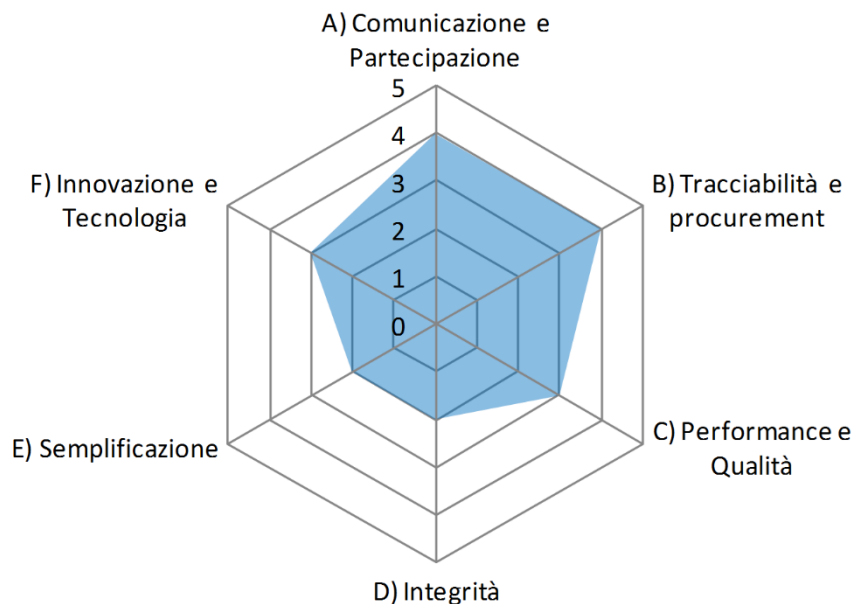 A) Comunicazione e
Partecipazione
5
4
3
2
1
0
B) Tracciabilità e
procurement
C) Performance e
Qualità
D) Integrità
E) Semplificazione
F) Innovazione e
Tecnologia